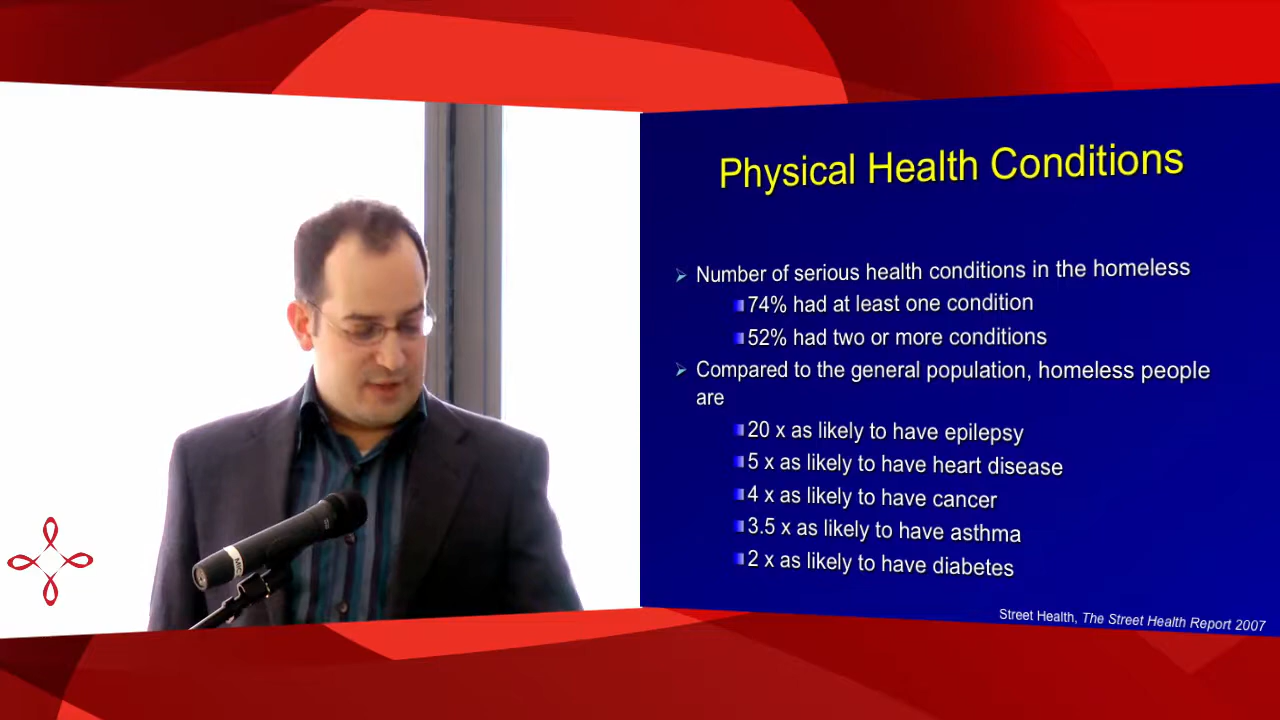 Physical Health Conditions
Number of serious health conditions in the homeless
74% had at least one condition
52% had two or more conditions
Compared to the general population, homeless people
are
20 x as likely to have epilepsy
5 x as likely to have heart disease
4 x as likely to have cancer
3.5 x as likely to have asthma
2 x as likely to have diabetes
Street Health, The Street Health Report 2007
MIC